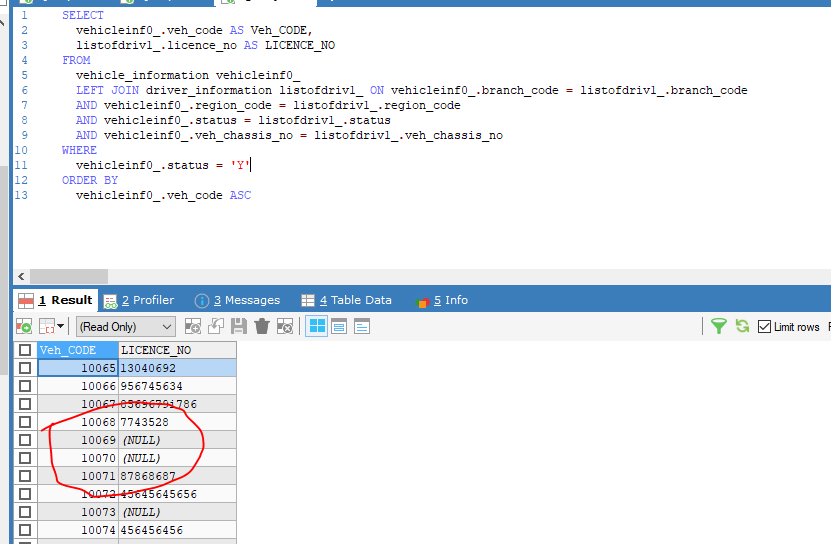 1 SELECT
2 vehicleinf0_.veh_code AS Veh_CODE,
3 listofdriv1_.licence_no AS LICENCE_NO
4 FROM
5 vehicle_information vehicleinf0_
6 LEFT JOIN driver_information listofdriv1_ ON vehicleinf0_.branch_code = listofdriv1_.branch_code
7 AND vehicleinf0_.region_code = listofdriv1_.region_code
8 AND vehicleinf0_.status = listofdriv1_.status
9 AND vehicleinf0_.veh_chassis_no = listofdriv1_.veh_chassis_no
10 WHERE
11 vehicleinf0_.status = 'Y'
12 ORDER BY
13 vehicleinf0_.veh_code ASC
1 Result 2 Profiler 3 Messages 4 Table Data 5 Info
(Read Only) Limit rows
Veh_CODE LICENCE_NO
10065 13040692
10066 956745634
10067
10068 7743528
10069 (NULL)
10070 (NULL)
10071 87868687
10072 45645645656
10073 (NULL)
10074 456456456